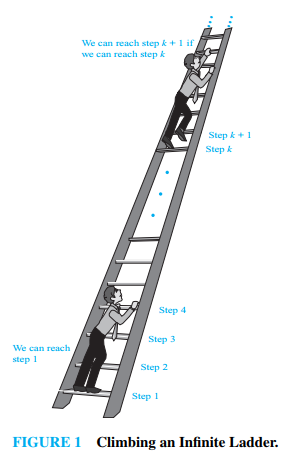 We can reach step k + 1 if
we can reach step k
Step k + 1
Step k
Step 4
Step 3
We can reach
step 1
Step 2
Step 1
FIGURE 1 Climbing an Infinite Ladder.